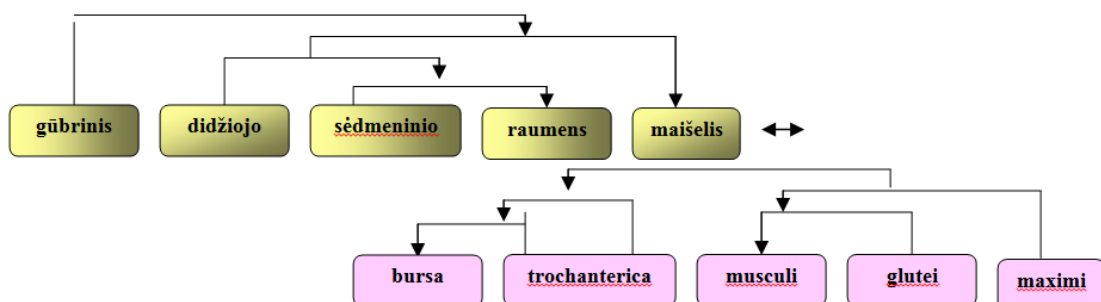 gūbrinis didžiojo sėdmeninio raumens maišelis
bursa trochanterica musculi glutei maximi